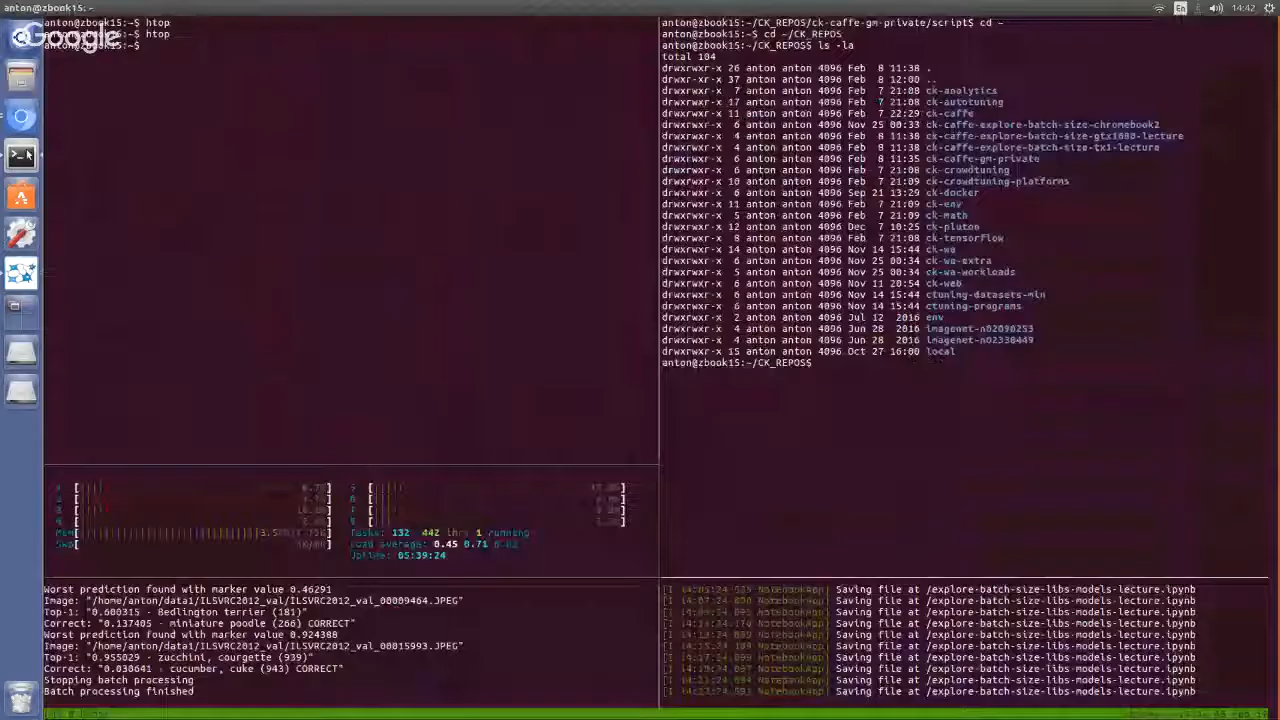 anton@zbook15: ~
En
14:42
Google
anton@zbook15:~$ htop
anton@zbook15:~$ htop
anton@zbook15:~$
anton@zbook15:~/CK_REPOS/ck-caffe-gm-private/script$ cd ~
anton@zbook15:~$ cd ~/CK_REPOS
anton@zbook15:~/CK_REPOS$ ls -la
total 104
drwxrwxr-x 26 anton anton 4096 Feb 8 11:38 .
drwxr-xr-x 37 anton anton 4096 Feb 8 12:00 ..
drwxrwxr-x 7 anton anton 4096 Feb 7 21:08 ck-analytics
drwxrwxr-x 17 anton anton 4096 Feb 7 21:08 ck-autotuning
drwxrwxr-x 11 anton anton 4096 Feb 7 22:29 ck-caffe
drwxrwxr-x 6 anton anton 4096 Nov 25 00:33 ck-caffe-explore-batch-size-chromebook2
drwxrwxr-x 4 anton anton 4096 Feb 8 11:38 ck-caffe-explore-batch-size-gtx1080-lecture
drwxrwxr-x 4 anton anton 4096 Feb 8 11:38 ck-caffe-explore-batch-size-tx1-lecture
drwxrwxr-x 6 anton anton 4096 Feb 8 11:35 ck-caffe-gm-private
drwxrwxr-x 6 anton anton 4096 Feb 7 21:08 ck-crowdtuning
drwxrwxr-x 10 anton anton 4096 Feb 7 21:09 ck-crowdtuning-platforms
drwxrwxr-x 6 anton anton 4096 Sep 21 13:29 ck-docker
drwxrwxr-x 11 anton anton 4096 Feb 7 21:09 ck-env
drwxrwxr-x 5 anton anton 4096 Feb 7 21:09 ck-math
drwxrwxr-x 12 anton anton 4096 Dec 7 10:25 ck-pluton
drwxrwxr-x 8 anton anton 4096 Feb 7 21:08 ck-tensorflow
drwxrwxr-x 14 anton anton 4096 Nov 14 15:44 ck-wa
drwxrwxr-x 6 anton anton 4096 Nov 25 00:34 ck-wa-extra
drwxrwxr-x 5 anton anton 4096 Nov 25 00:34 ck-wa-workloads
drwxrwxr-x 6 anton anton 4096 Nov 11 20:54 ck-web
drwxrwxr-x 6 anton anton 4096 Nov 14 15:44 ctuning-datasets-min
drwxrwxr-x 6 anton anton 4096 Nov 14 15:44 ctuning-programs
drwxrwxr-x 2 anton anton 4096 Jul 12 2016 env
drwxrwxr-x 4 anton anton 4096 Jun 28 2016 imagenet-n02098253
drwxrwxr-x 4 anton anton 4096 Jun 28 2016 imagenet-n02338449
drwxrwxr-x 15 anton anton 4096 Oct 27 16:00 local
anton@zbook15:~/CK_REPOS$
Tasks: 132 442 thr 1 running
Load average: 0.45 0.71
Uptime: 05:39:24
Worst prediction found with marker value 0.46291
Image: "/home/anton/data1/ILSVRC2012_val/ILSVRC2012_val_00009464.JPEG"
Top-1: "0.600315 - Bedlington terrier (181)"
Correct: "0.137405 - miniature poodle (266) CORRECT"
Worst prediction found with marker value 0.924388
Image: "/home/anton/data1/ILSVRC2012_val/ILSVRC2012_val_00015993.JPEG"
Top-1: "0.955029 - zucchini, courgette (939)"
Correct: "0.030641 - cucumber, cuke (943) CORRECT"
Stopping batch processing
Batch processing finished
Saving file at /explore-batch-size-libs-models-lecture.ipynb
Saving file at /explore-batch-size-libs-models-lecture.ipynb
Saving file at /explore-batch-size-libs-models-lecture.ipynb
Saving file at /explore-batch-size-libs-models-lecture.ipynb
Saving file at /explore-batch-size-libs-models-lecture.ipynb
Saving file at /explore-batch-size-libs-models-lecture.ipynb
Saving file at /explore-batch-size-libs-models-lecture.ipynb
Saving file at /explore-batch-size-libs-models-lecture.ipynb
Saving file at /explore-batch-size-libs-models-lecture.ipynb
Saving file at /explore-batch-size-libs-models-lecture.ipynb